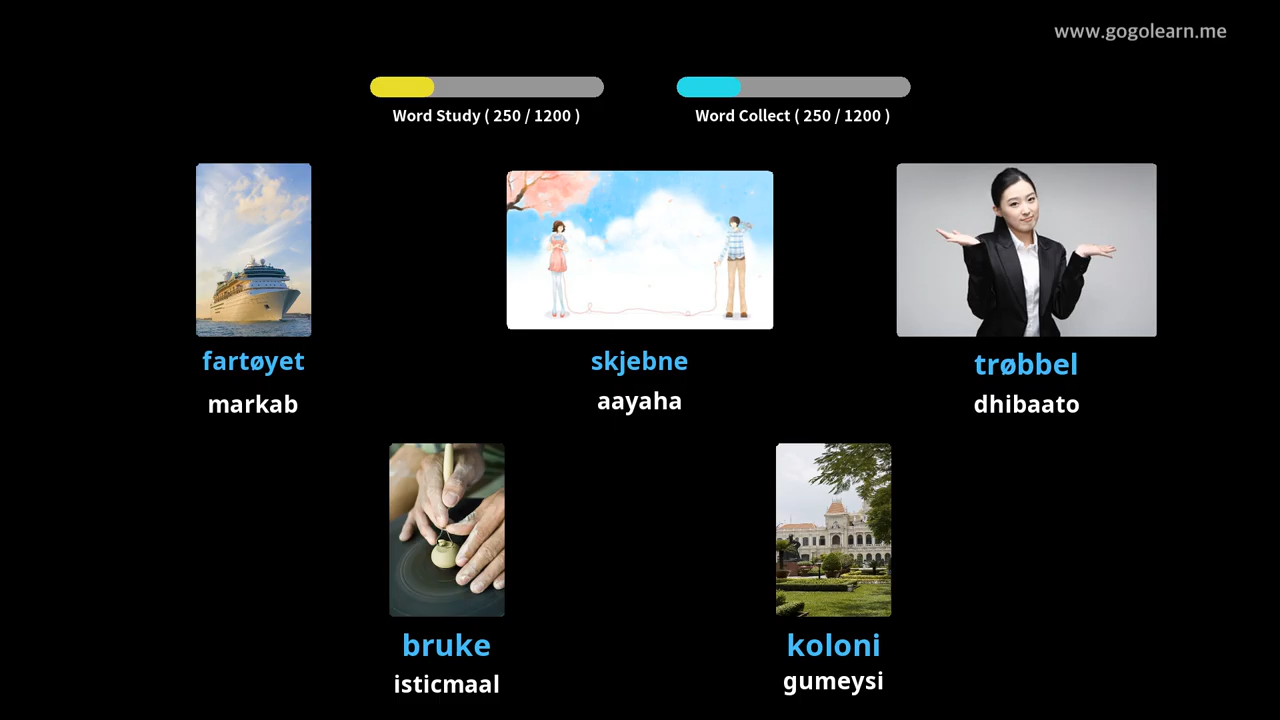 www.gogolearn.me
Word Study ( 250 / 1200 )
Word Collect ( 250 / 1200 )
fartøyet
markab
skjebne
aayaha
trøbbel
dhibaato
bruke
isticmaal
koloni
gumeysi